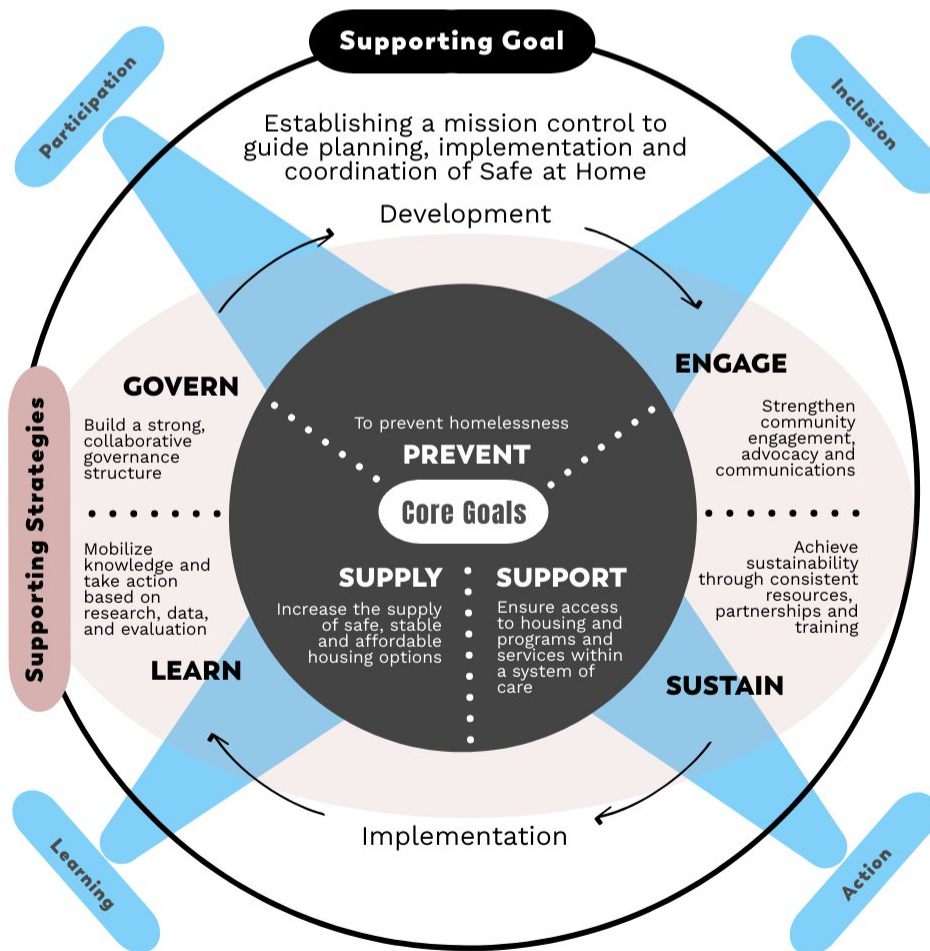 Supporting Goal
Participation
Inclusion
Establishing a mission control to
guide planning, implementation and
coordination of Safe at Home
Development
Supporting Strategies
GOVERN
Build a strong,
collaborative
governance
structure
ENGAGE
Strengthen
community
engagement,
advocacy and
communications
To prevent homelessness
PREVENT
Core Goals
SUPPLY
Increase the supply
of safe, stable
and affordable
housing options
SUPPORT
Ensure access
to housing and
programs and
services within
a system of
care
Mobilize
knowledge and
take action
based on
research, data,
and evaluation
LEARN
Achieve
sustainability
through consistent
resources,
partnerships and
training
SUSTAIN
Implementation
Learning
Action